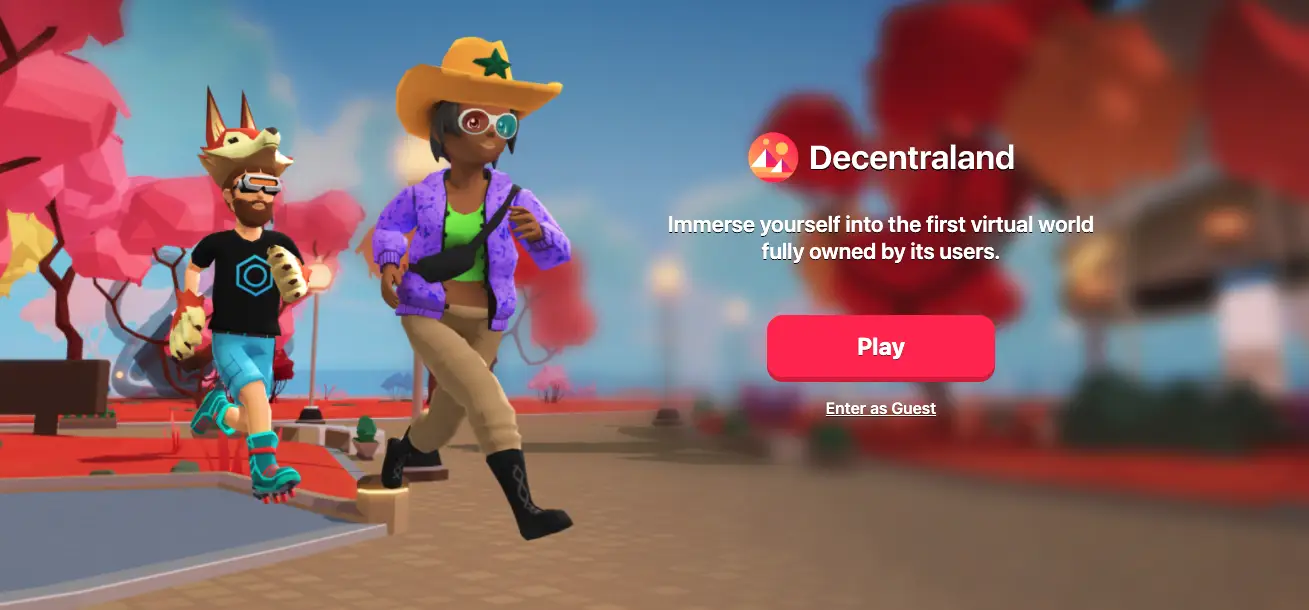 Decentraland
Immerse yourself into the first virtual world
fully owned by its users.
Play
Enter as Guest